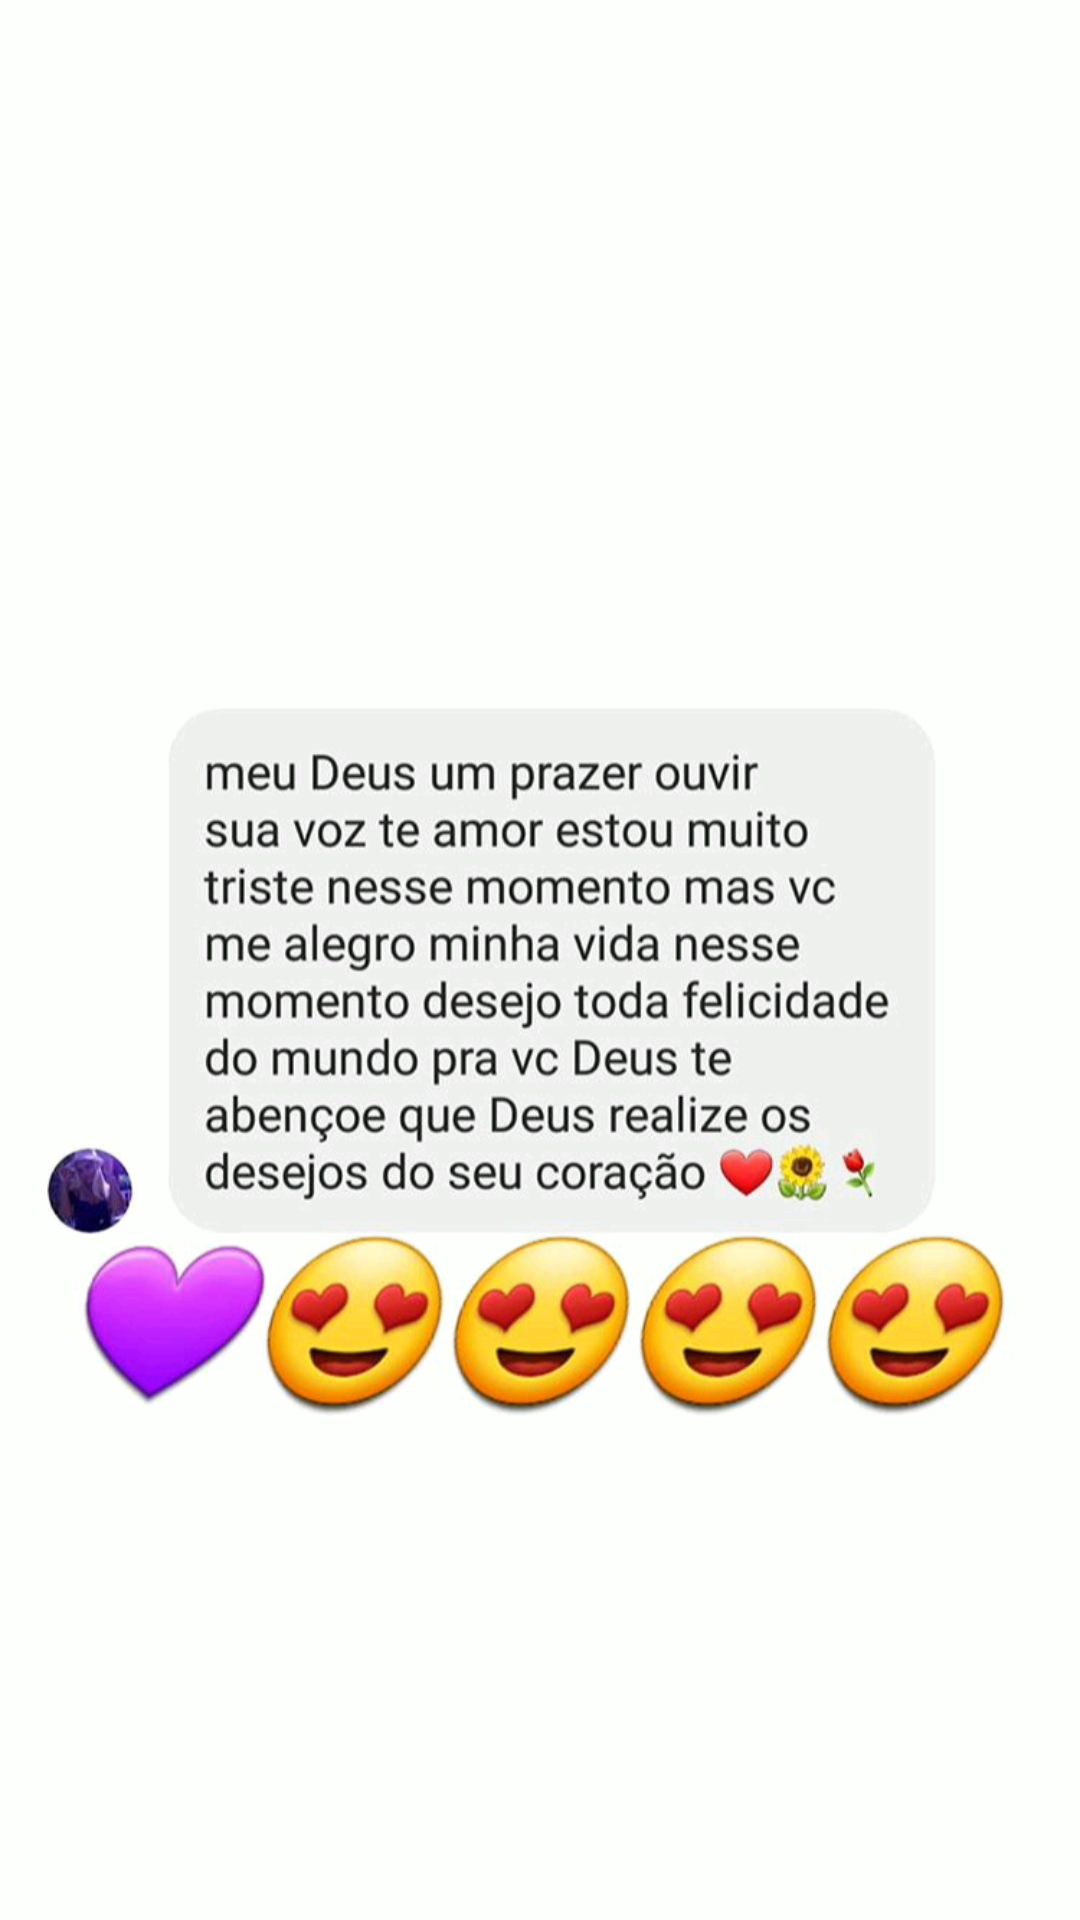 meu Deus um prazer ouvir
sua voz te amor estou muito
triste nesse momento mas vc
me alegro minha vida nesse
momento desejo toda felicidade
do mundo pra vc Deus te
abençoe que Deus realize os
desejos do seu coração ❤️🌻🌹
💜😍😍😍😍